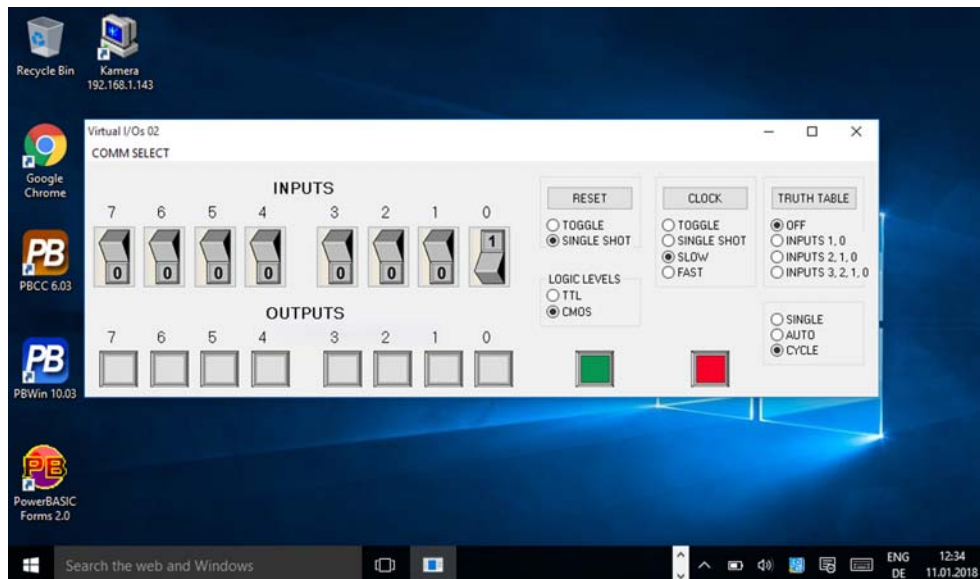 Recycle Bin
Kamera
192.168.1.143
Google
Chrome
PB
PBCC 6.03
PB
PBWin 10.03
PB
PowerBASIC
Forms 2.0
Virtual I/Os 02
COMM SELECT
INPUTS
7 6 5 4 3 2 1 0
0 0 0 0 0 0 0 1
OUTPUTS
7 6 5 4 3 2 1 0
RESET
TOGGLE
SINGLE SHOT
LOGIC LEVELS
TTL
CMOS
CLOCK
TOGGLE
SINGLE SHOT
SLOW
FAST
TRUTH TABLE
OFF
INPUTS 1, 0
INPUTS 2, 1, 0
INPUTS 3, 2, 1, 0
SINGLE
AUTO
CYCLE
Search the web and Windows
ENG
DE
12:34
11.01.2018